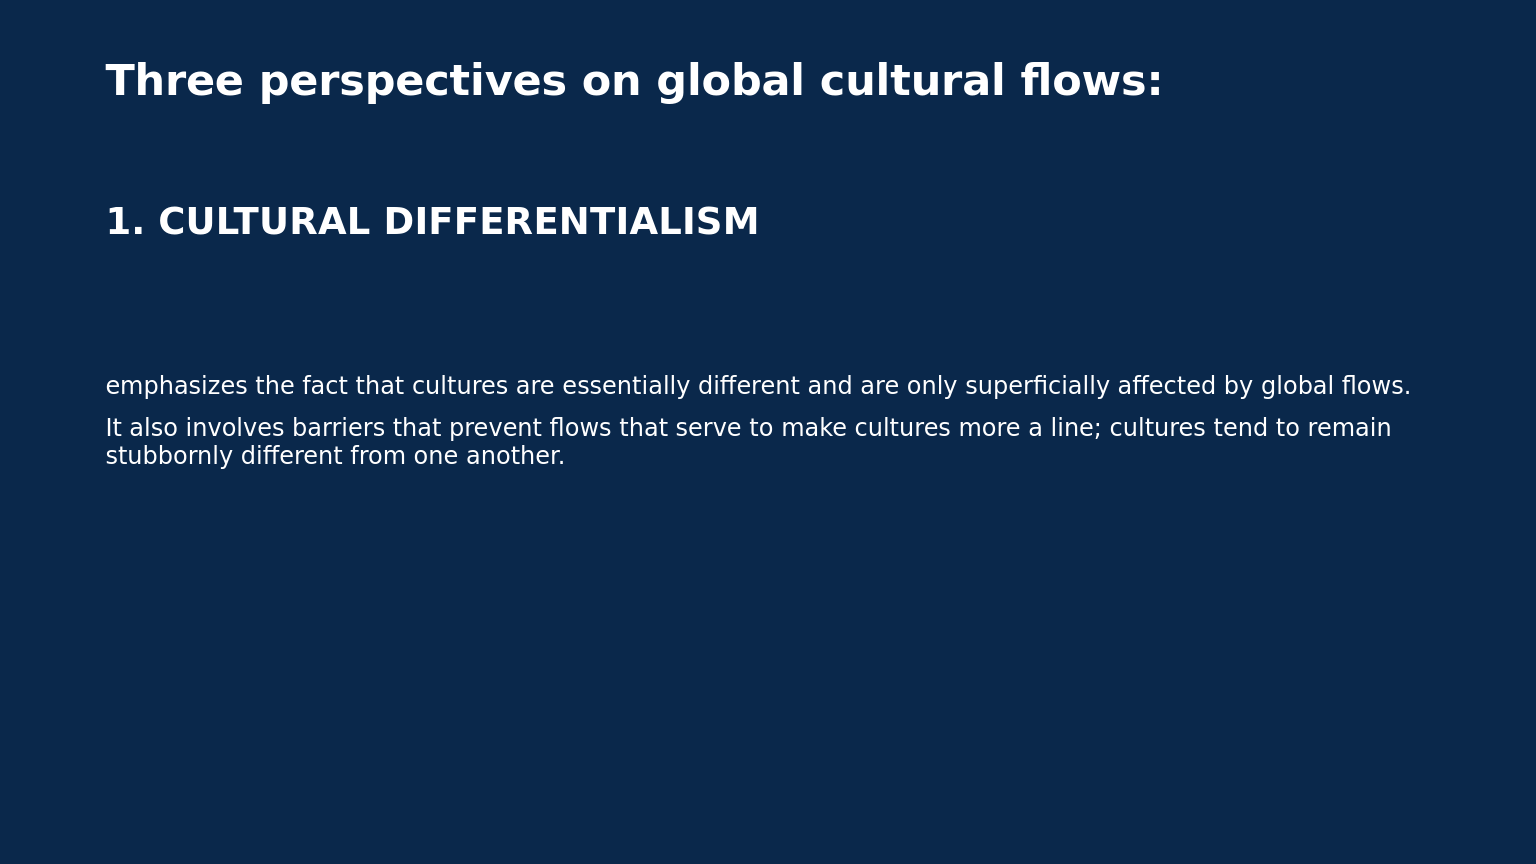 Three perspectives on global cultural flows:
1. CULTURAL DIFFERENTIALISM
emphasizes the fact that cultures are essentially different and are only superficially affected by global flows.
It also involves barriers that prevent flows that serve to make cultures more a line; cultures tend to remain
stubbornly different from one another.